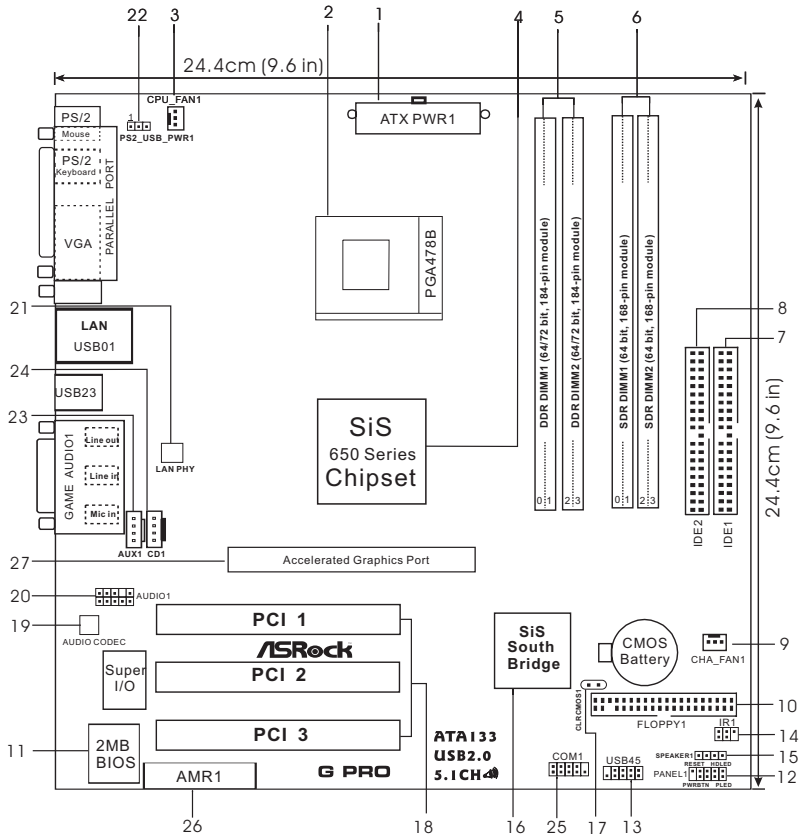 22 3 2 1 4 5 6
24.4cm (9.6 in)
CPU_FAN1
PS/2
Mouse
1
PS2_USB_PWR1
ATX PWR1
PS/2
Keyboard
PARALLEL PORT
VGA
PGA478B
DDR DIMM1 (64/72 bit, 184-pin module)
DDR DIMM2 (64/72 bit, 184-pin module)
SDR DIMM1 (64 bit, 168-pin module)
SDR DIMM2 (64 bit, 168-pin module)
0 1
2 3
0 1
2 3
21
8
7
LAN
USB01
24
USB23
23
24.4cm (9.6 in)
SiS
650 Series
Chipset
GAME AUDIO1
Line out
Line in
Mic in
LAN PHY
IDE2
IDE1
AUX1 CD1
27
Accelerated Graphics Port
20
AUDIO1
19
AUDIO CODEC
PCI 1
ASRock
SiS
South
Bridge
CMOS
Battery
9
CHA_FAN1
Super
I/O
PCI 2
CLRCMOS1
10
FLOPPY1
IR1
14
11
2MB
BIOS
PCI 3
ATA133
USB2.0
5.1CH
G PRO
SPEAKER1
15
RESET HDLED
PANEL1
12
PWRBTN PLED
COM1
USB45
AMR1
26 18 16 25 17 13